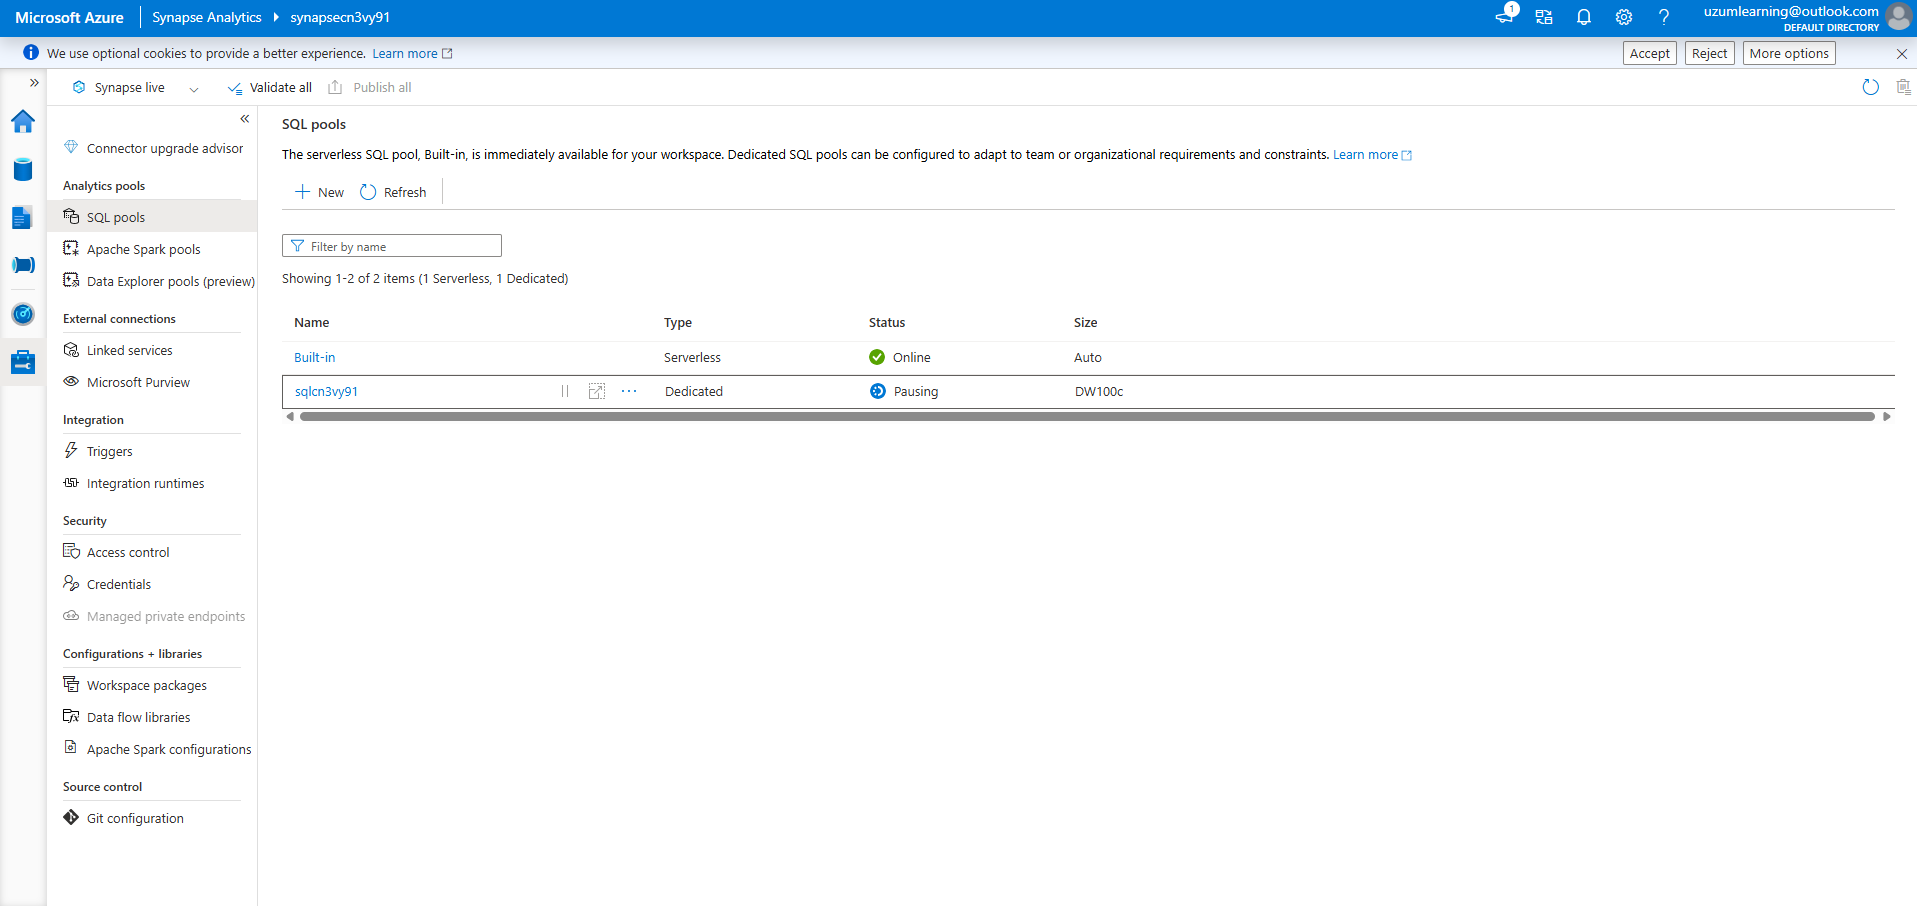 Microsoft Azure
Synapse Analytics
synapsecn3vy91
1
uzumlearning@outlook.com
DEFAULT DIRECTORY
We use optional cookies to provide a better experience. Learn more
Accept
Reject
More options
Synapse live
Validate all
Publish all
Connector upgrade advisor
Analytics pools
SQL pools
Apache Spark pools
Data Explorer pools (preview)
External connections
Linked services
Microsoft Purview
Integration
Triggers
Integration runtimes
Security
Access control
Credentials
Managed private endpoints
Configurations + libraries
Workspace packages
Data flow libraries
Apache Spark configurations
Source control
Git configuration
SQL pools
The serverless SQL pool, Built-in, is immediately available for your workspace. Dedicated SQL pools can be configured to adapt to team or organizational requirements and constraints. Learn more
New
Refresh
Filter by name
Showing 1-2 of 2 items (1 Serverless, 1 Dedicated)
Name Type Status Size
Built-in Serverless Online Auto
sqlcn3vy91 Dedicated Pausing DW100c